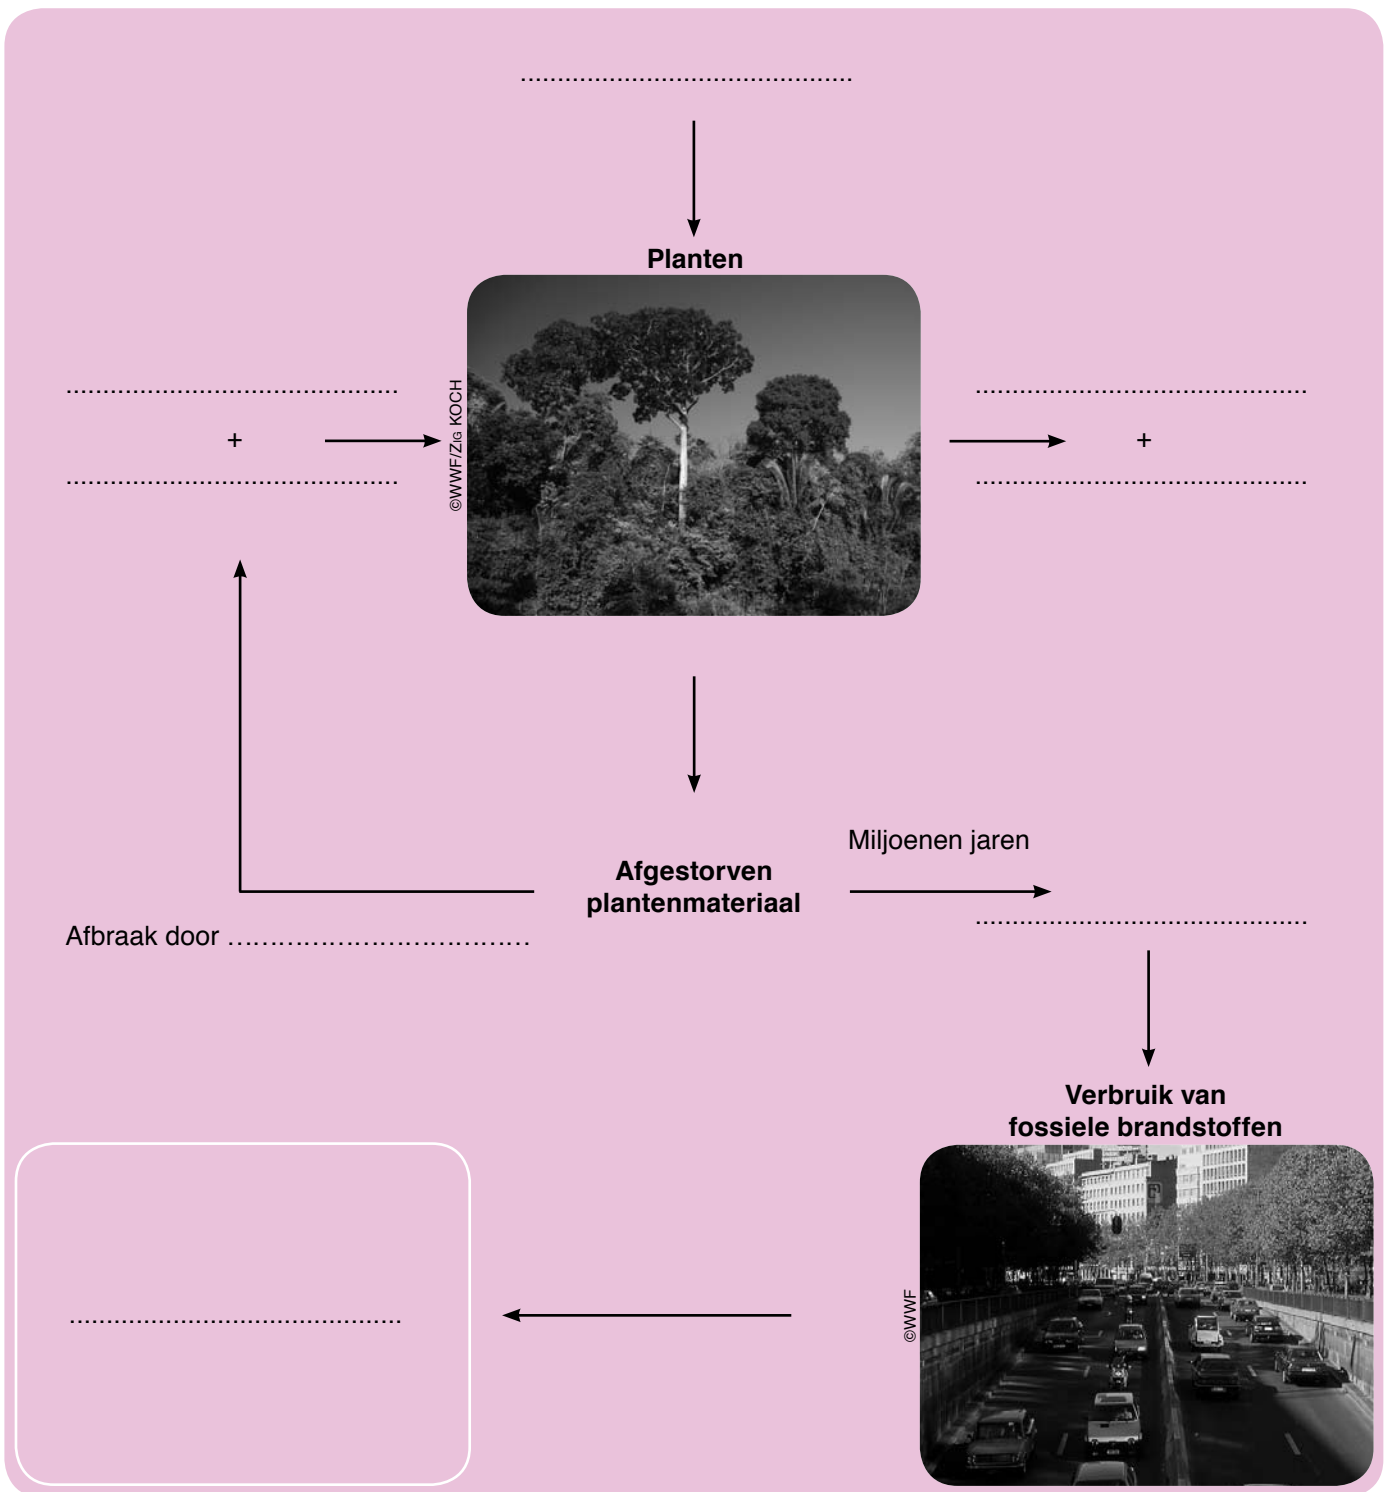 ..............................................
Planten
..............................................
+
..............................................
©WWF/Zig KOCH
..............................................
+
..............................................
Miljoenen jaren
Afgestorven
plantenmateriaal
..............................................
Afbraak door ........................................
Verbruik van
fossiele brandstoffen
..............................................
©WWF